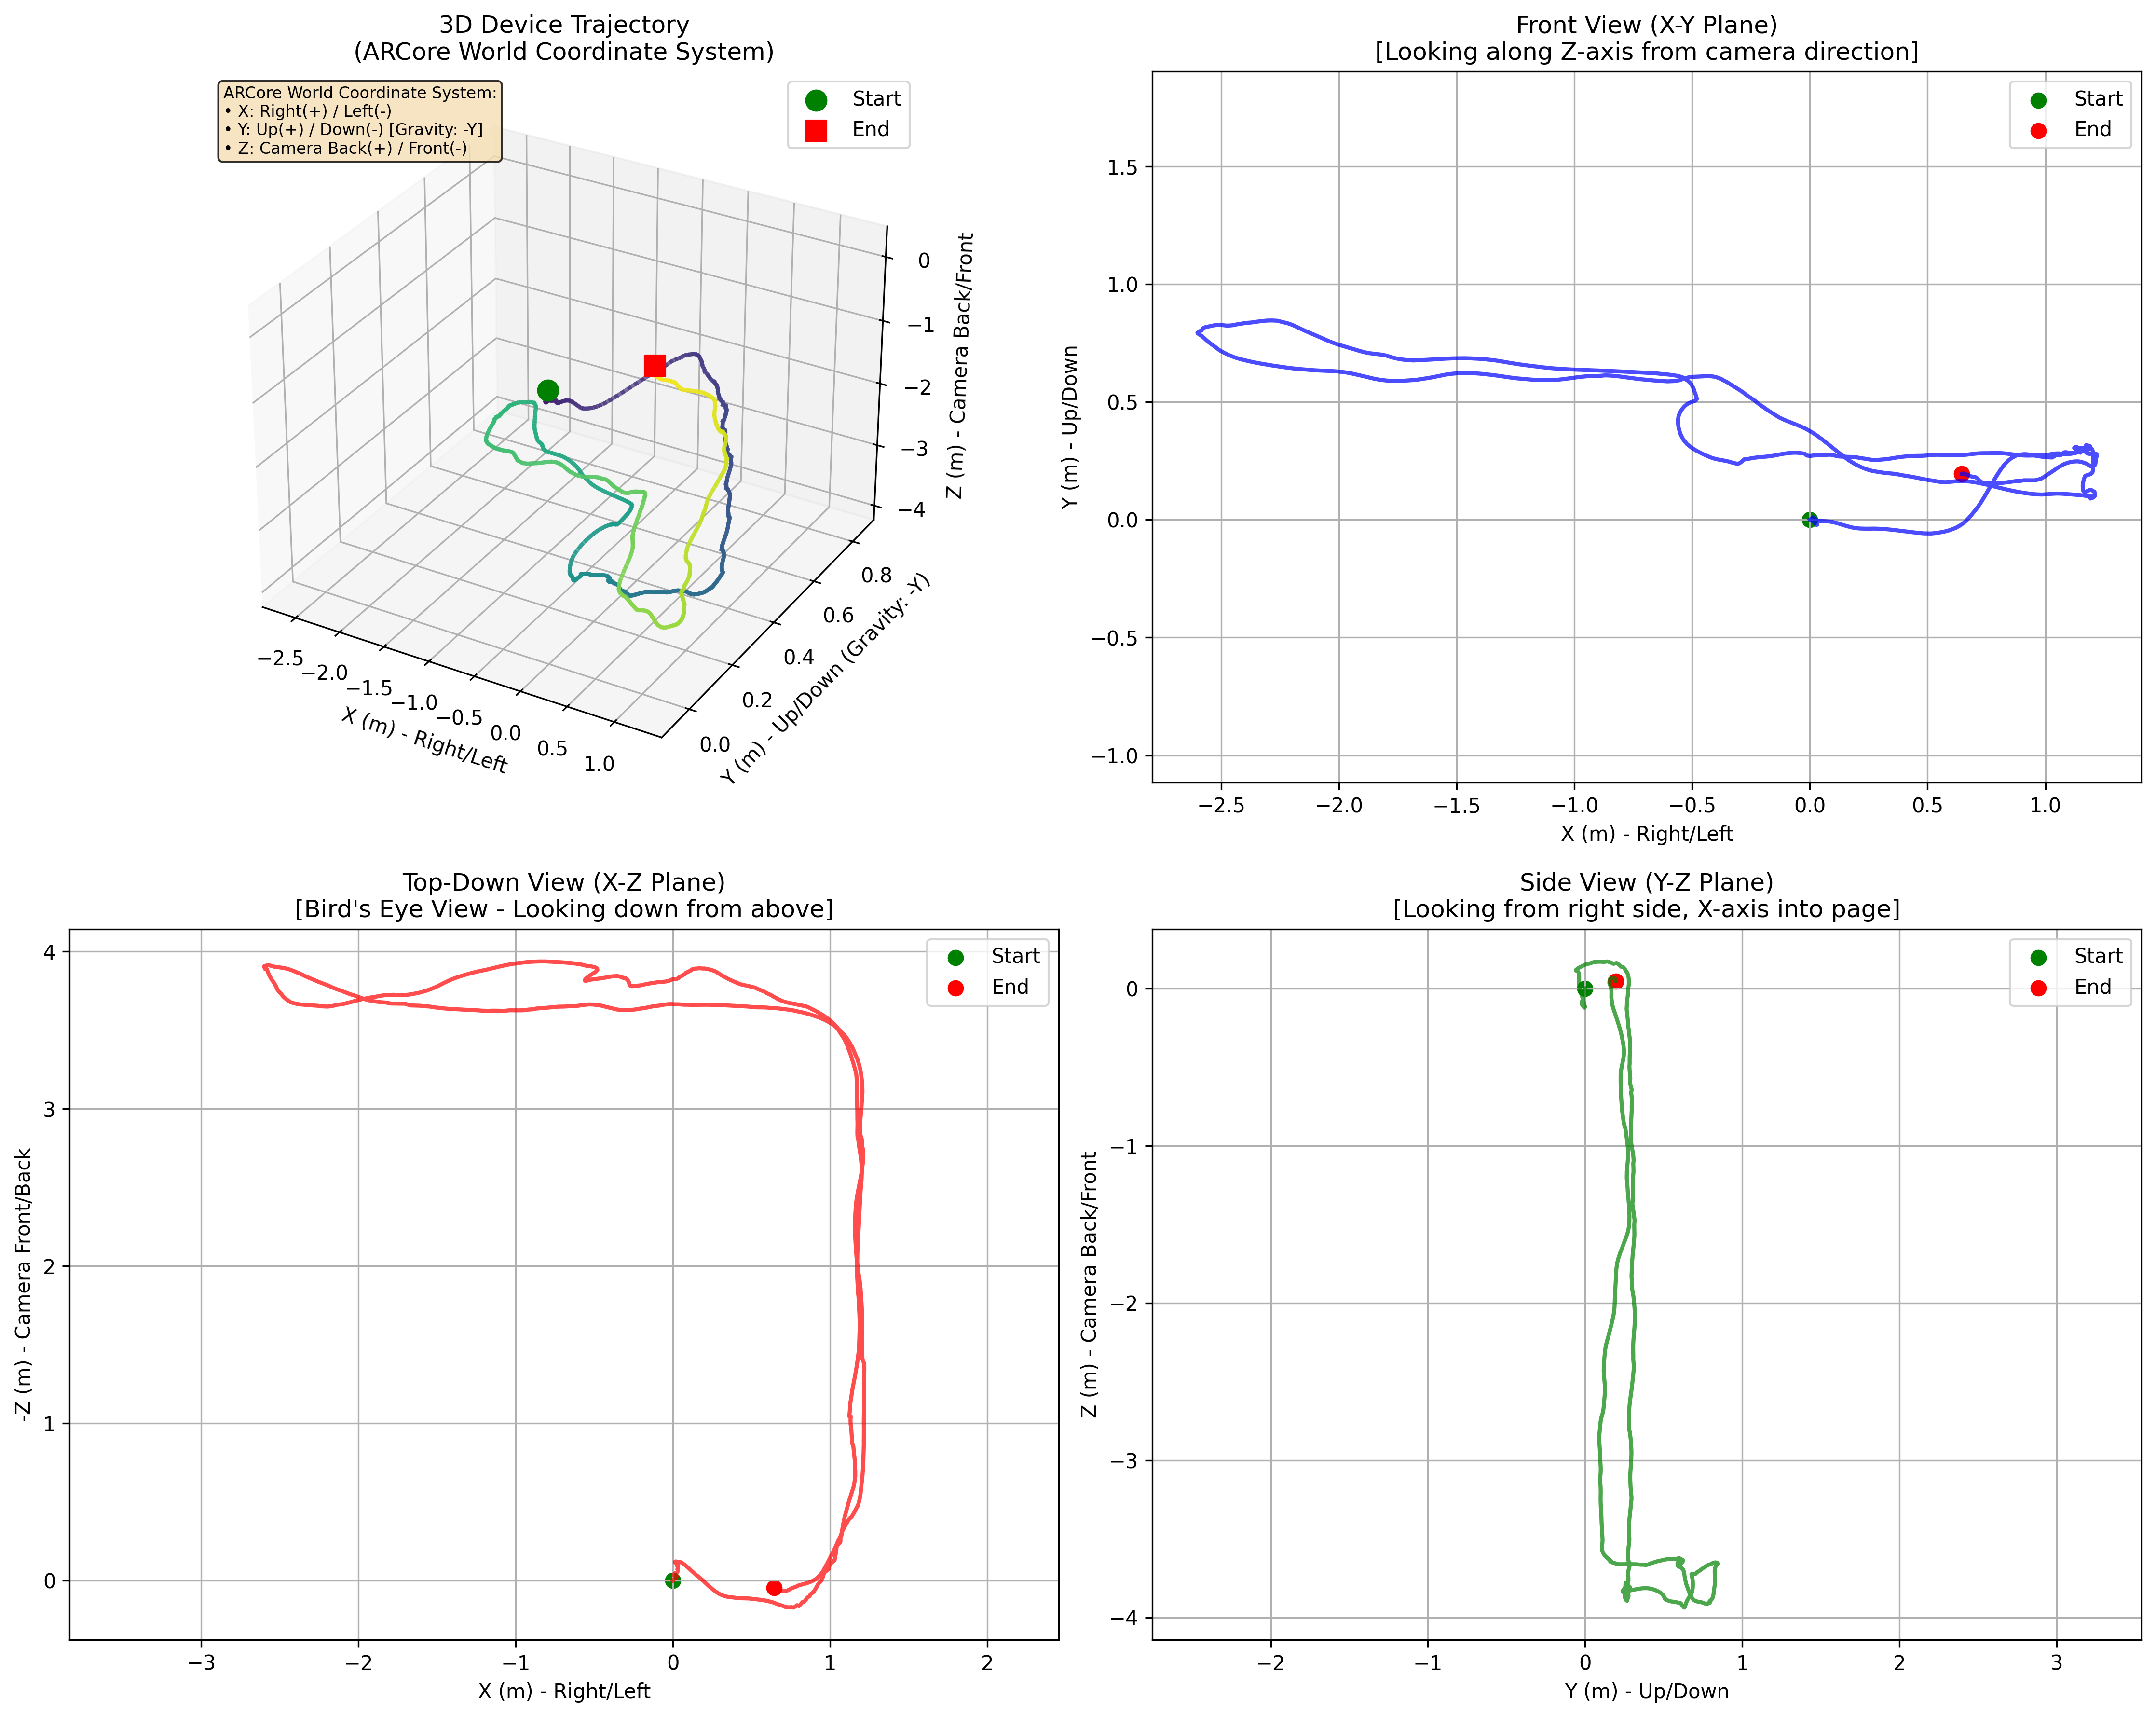 3D Device Trajectory
(ARCore World Coordinate System)
ARCore World Coordinate System:
• X: Right(+) / Left(-)
• Y: Up(+) / Down(-) [Gravity: -Y]
• Z: Camera Back(+) / Front(-)
Start
End
0
−1
−2
−3
−4
Z (m) - Camera Back/Front
0.8
0.6
0.4
0.2
0.0
Y (m) - Up/Down (Gravity: -Y)
−2.5
−2.0
−1.5
−1.0
−0.5
0.0
0.5
1.0
X (m) - Right/Left
Front View (X-Y Plane)
[Looking along Z-axis from camera direction]
Start
End
1.5
1.0
0.5
0.0
−0.5
−1.0
Y (m) - Up/Down
−2.5 −2.0 −1.5 −1.0 −0.5 0.0 0.5 1.0
X (m) - Right/Left
Top-Down View (X-Z Plane)
[Bird's Eye View - Looking down from above]
Start
End
4
3
2
1
0
-Z (m) - Camera Front/Back
−3 −2 −1 0 1 2
X (m) - Right/Left
Side View (Y-Z Plane)
[Looking from right side, X-axis into page]
Start
End
0
−1
−2
−3
−4
Z (m) - Camera Back/Front
−2 −1 0 1 2 3
Y (m) - Up/Down